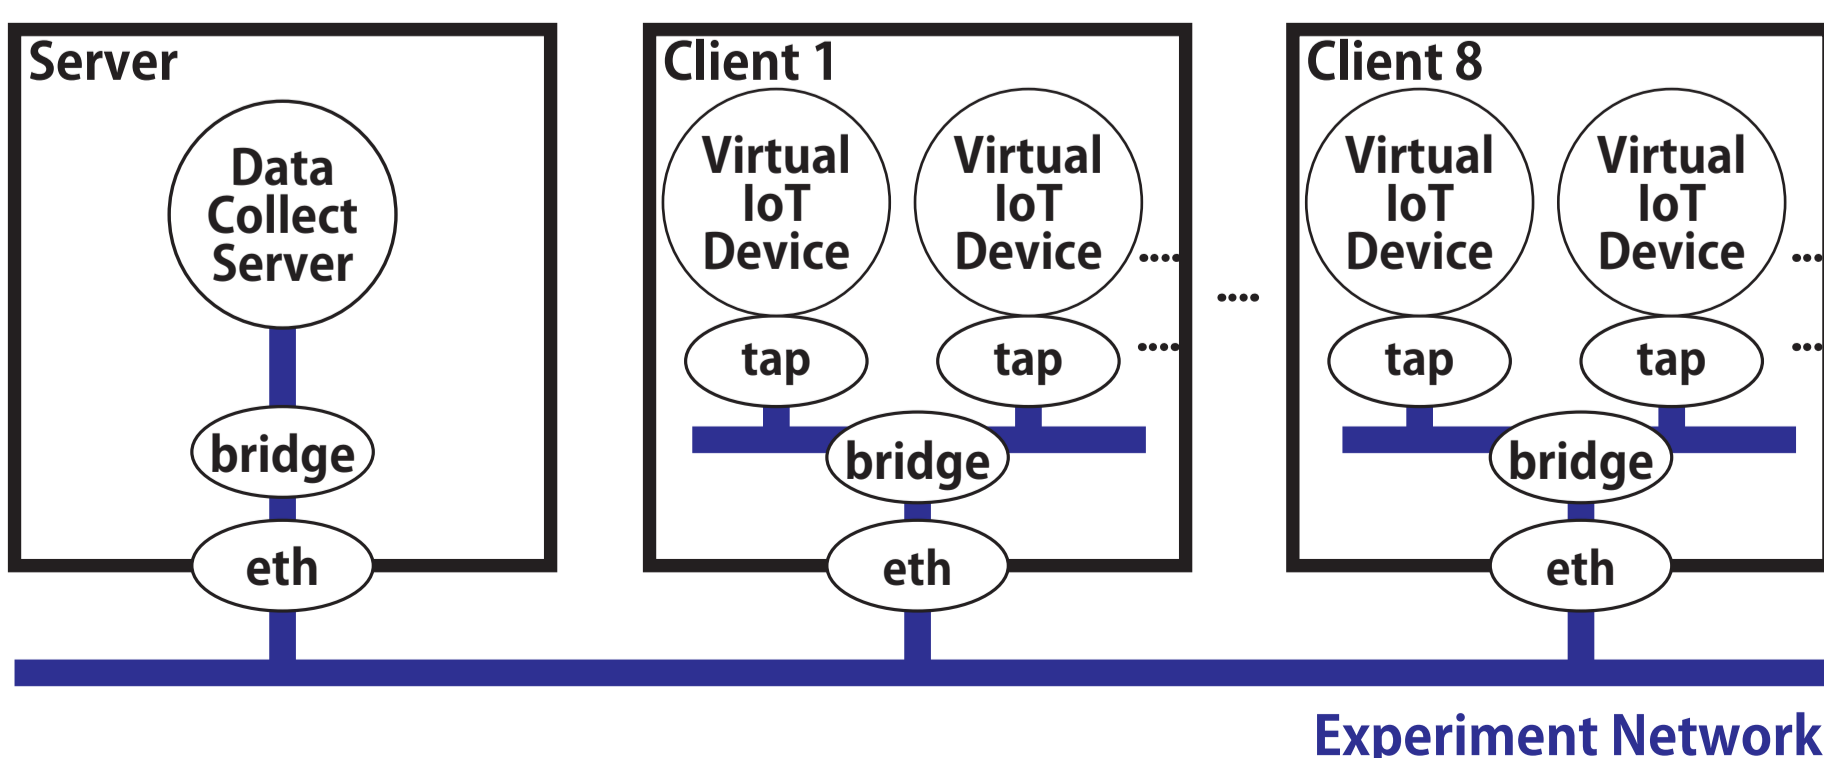 Server
Data
Collect
Server
bridge
eth
Client 1
Virtual
IoT
Device
Virtual
IoT
Device
....
tap
tap
....
bridge
eth
....
Client 8
Virtual
IoT
Device
Virtual
IoT
Device
...
tap
tap
...
bridge
eth
Experiment Network